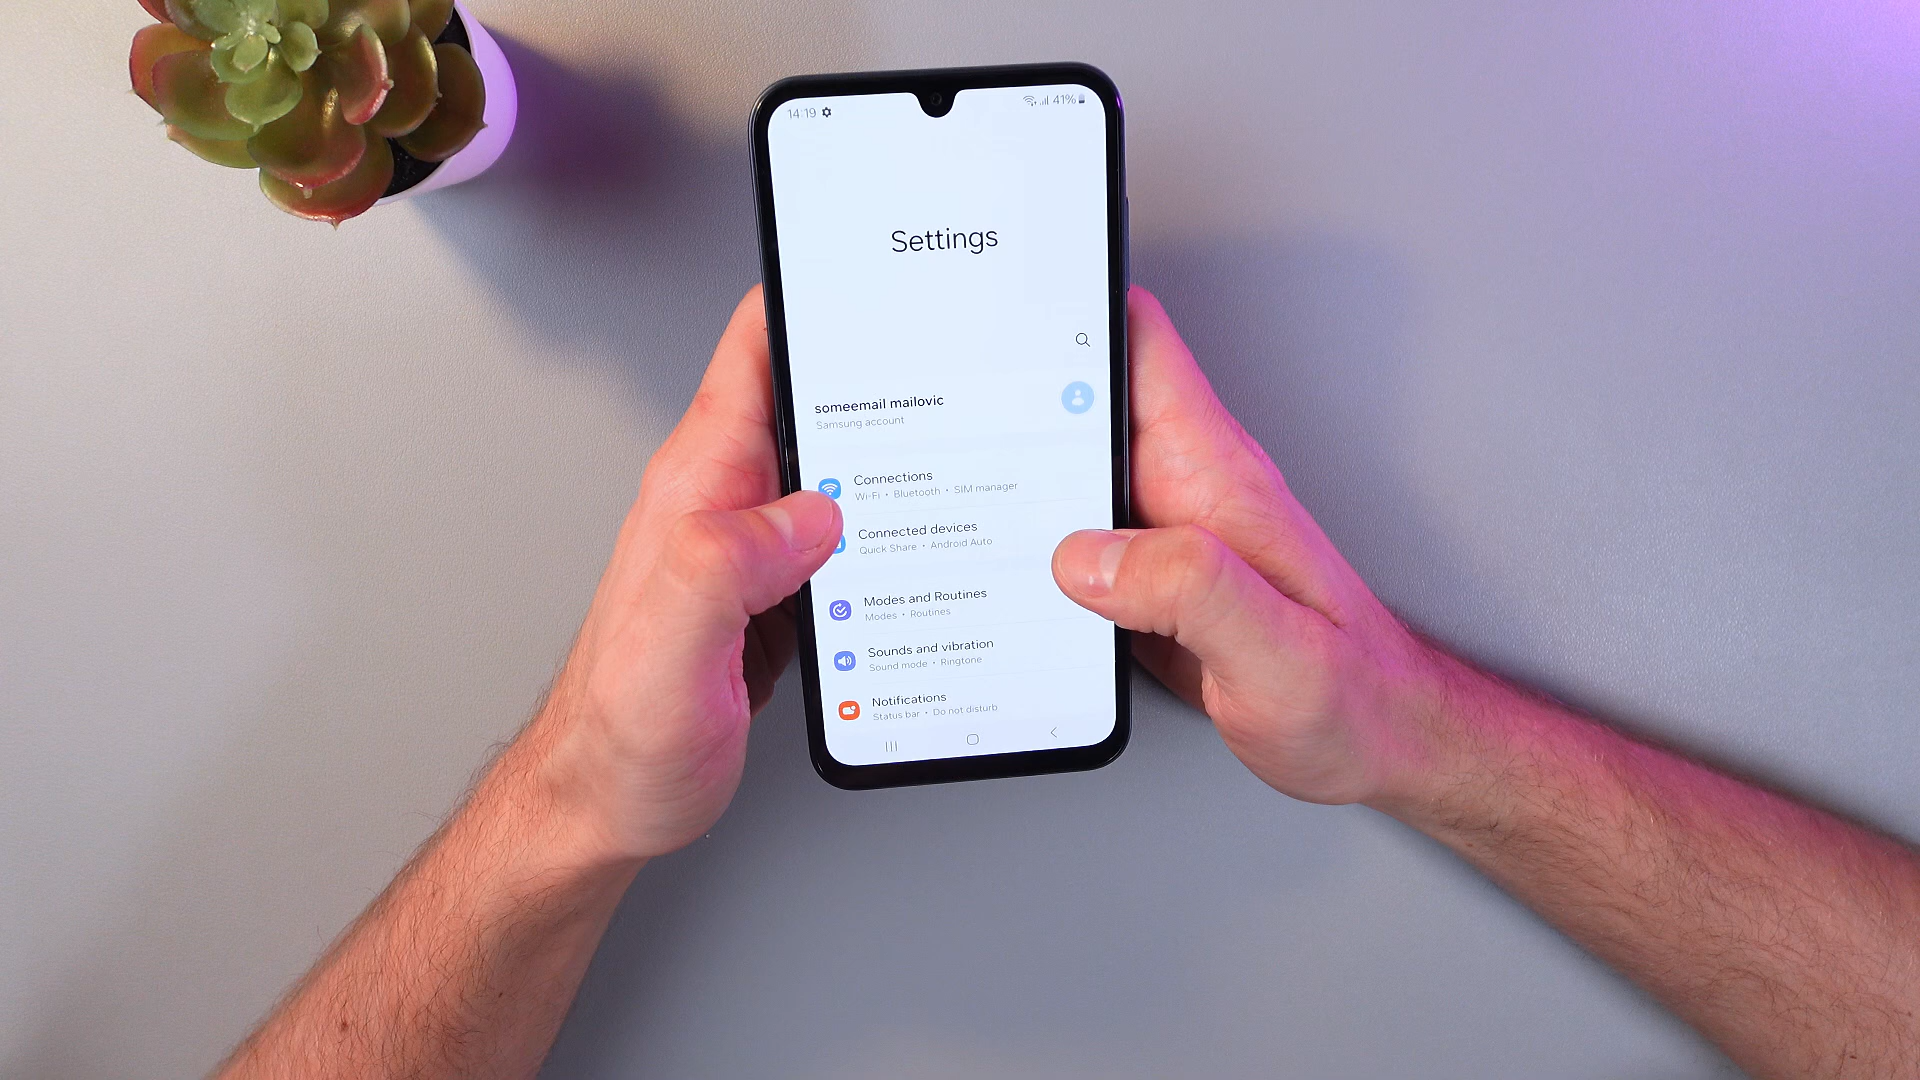 14:19
41%
Settings
someemail mailovic
Samsung account
Connections
Wi-Fi • Bluetooth • SIM manager
Connected devices
Quick Share • Android Auto
Modes and Routines
Modes • Routines
Sounds and vibration
Sound mode • Ringtone
Notifications
Status bar • Do not disturb